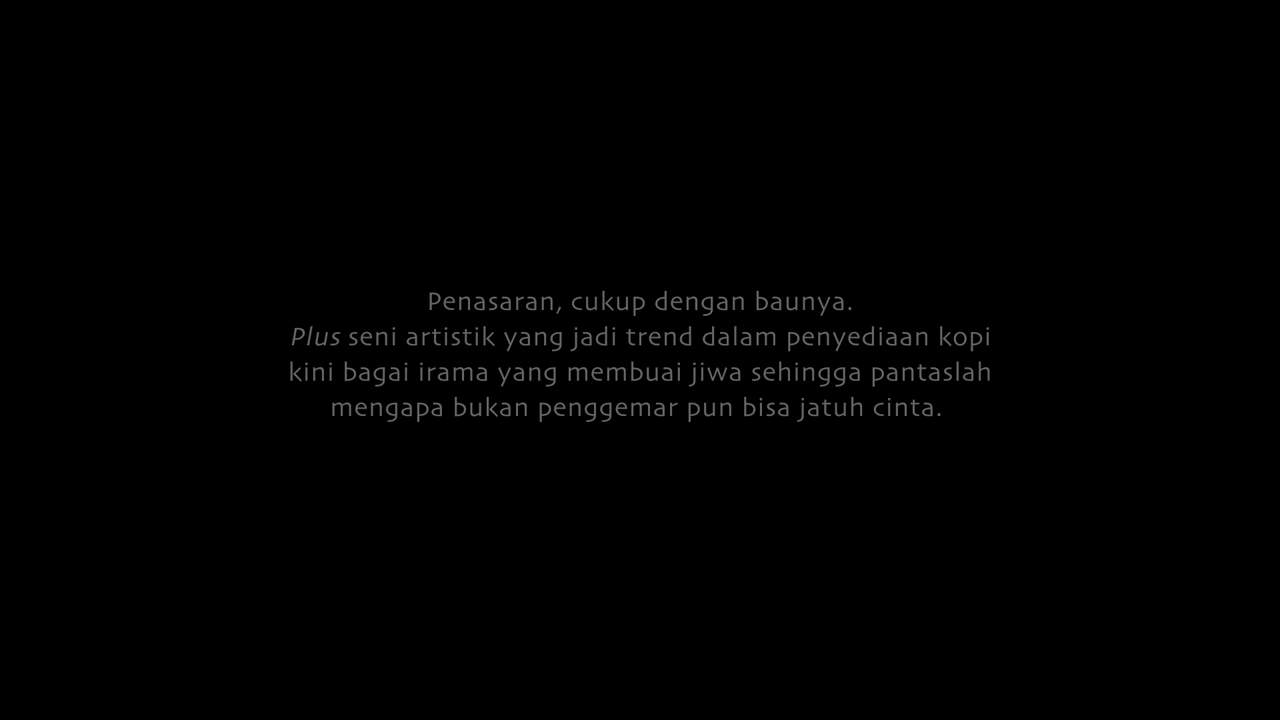 Penasaran, cukup dengan baunya.
Plus seni artistik yang jadi trend dalam penyediaan kopi
kini bagai irama yang membuai jiwa sehingga pantaslah
mengapa bukan penggemar pun bisa jatuh cinta.